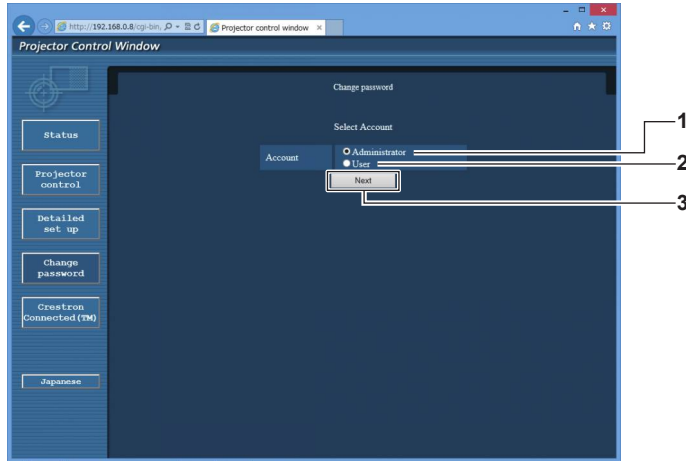 http://192.168.0.8/cgi-bin,
Projector control window
Projector Control Window
Change password
Select Account
Account
Administrator
User
Next
Status
Projector
control
Detailed
set up
Change
password
Crestron
Connected(TM)
Japanese
1
2
3